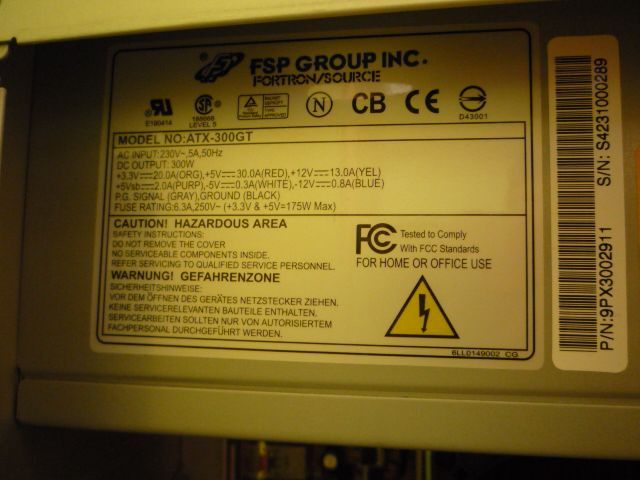 FSP GROUP INC.
FORTRON/SOURCE
E190414
LEVEL 5
N
CB
CE
D43001
MODEL NO:ATX-300GT
AC INPUT:230V~,5A,50Hz
DC OUTPUT: 300W
+3.3V⎓20.0A(ORG),+5V⎓30.0A(RED),+12V⎓13.0A(YEL)
+5Vsb⎓2.0A(PURP),-5V⎓0.3A(WHITE),-12V⎓0.8A(BLUE)
P.G. SIGNAL (GRAY),GROUND (BLACK)
FUSE RATING:6.3A,250V~ (+3.3V & +5V=175W Max)
CAUTION! HAZARDOUS AREA
SAFETY INSTRUCTIONS:
DO NOT REMOVE THE COVER
NO SERVICEABLE COMPONENTS INSIDE.
REFER SERVICING TO QUALIFIED SERVICE PERSONNEL.
WARNUNG! GEFAHRENZONE
SICHERHEITSHINWEISE:
VOR DEM ÖFFNEN DES GERÄTES NETZSTECKER ZIEHEN.
KEINE SERVICERELEVANTEN BAUTEILE ENTHALTEN.
SERVICEARBEITEN SOLLTEN NUR VON AUTORISIERTEM
FACHPERSONAL DURCHGEFÜHRT WERDEN.
FCC
Tested to Comply
With FCC Standards
FOR HOME OR OFFICE USE
6LL0149002 CG
P/N:9PX3002911
S/N: S4231000289